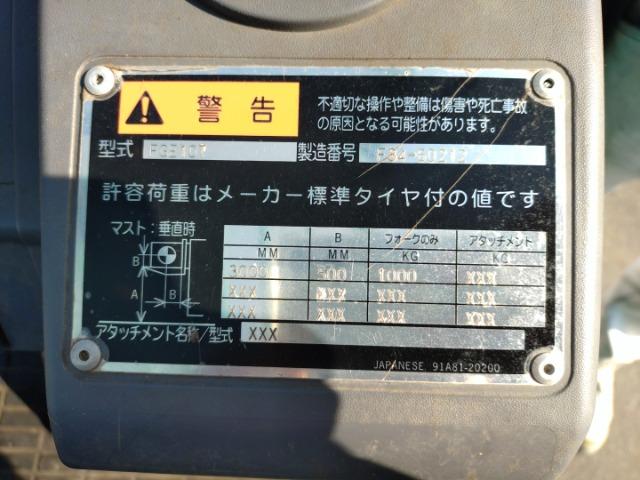 警告
不適切な操作や整備は傷害や死亡事故
の原因となる可能性があります。
型式 製造番号
許容荷重はメーカー標準タイヤ付の値です
マスト：垂直時
A B フォークのみ アタッチメント
MM MM KG KG
3000 500 1000 XXX
XXX XXX XXX XXX
XXX XXX XXX XXX
B
A
B
アタッチメント名称/型式 XXX
JAPANESE 91A81-20200